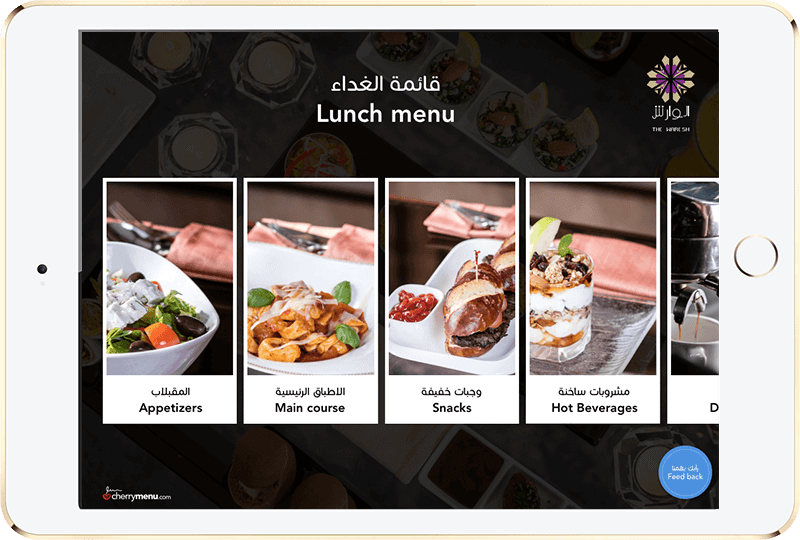 قائمة الغداء
Lunch menu
الوارش
THE WARESH
المقبلات
Appetizers
الاطباق الرئيسية
Main course
وجبات خفيفة
Snacks
مشروبات ساخنة
Hot Beverages
D
cherrymenu.com
رأيك يهمنا
Feed back